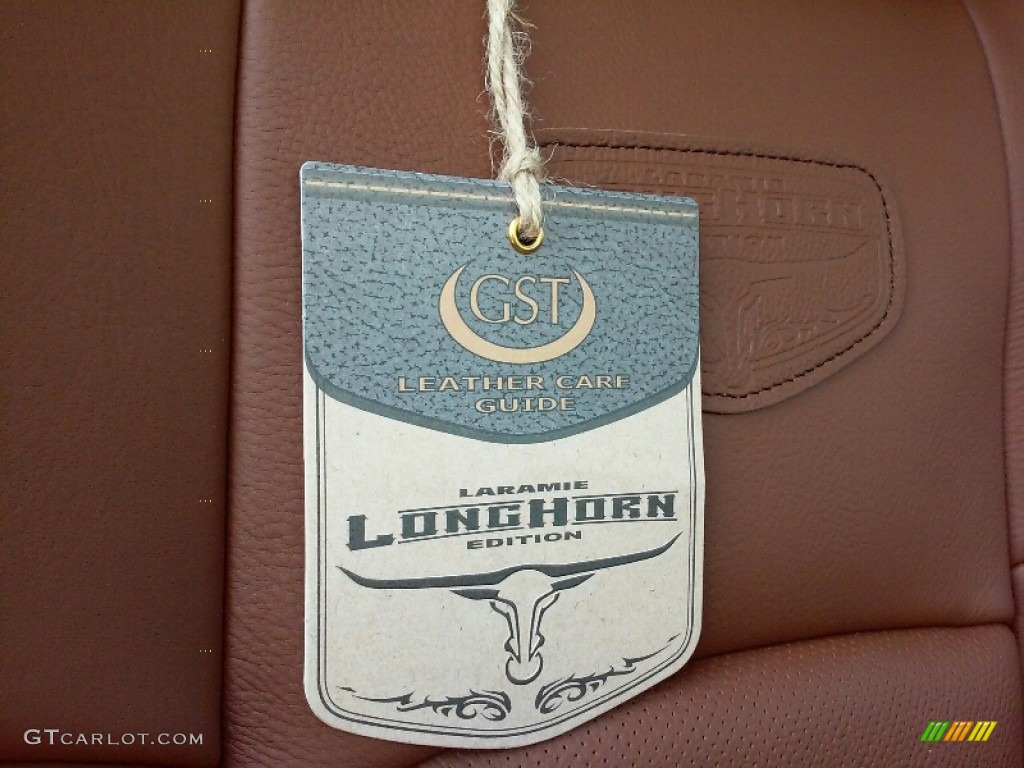 GST
LEATHER CARE
GUIDE
LARAMIE
LONGHORN
EDITION
GTCARLOT.COM